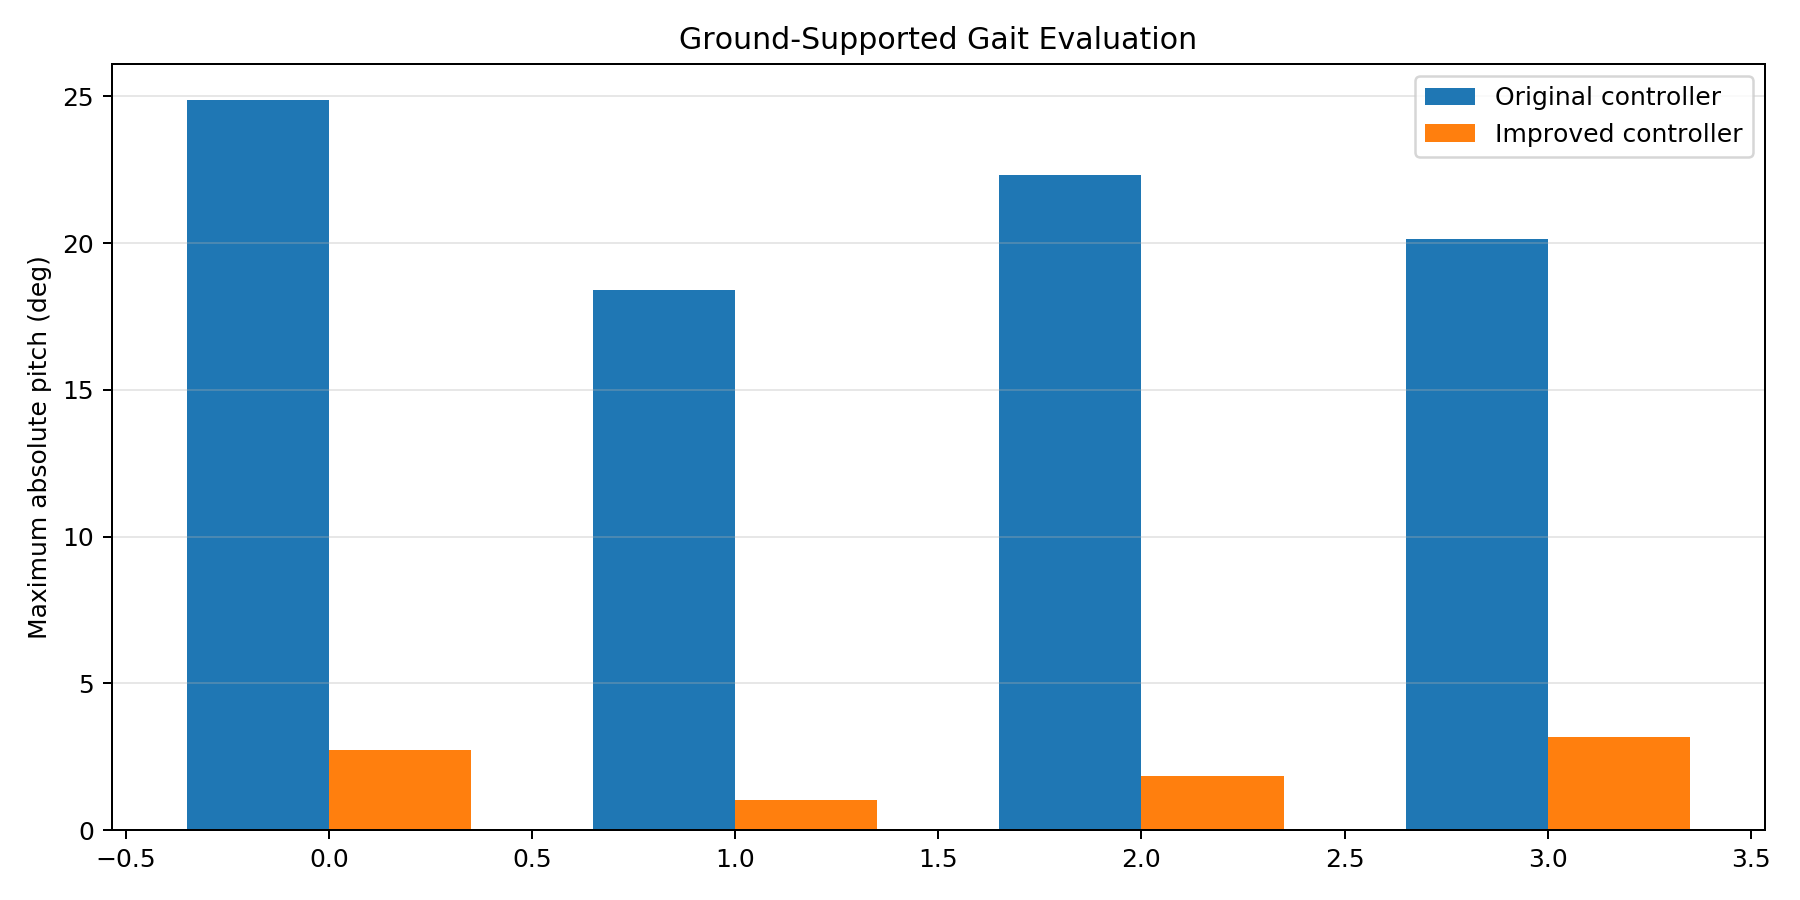 Ground-Supported Gait Evaluation
Original controller
Improved controller
Maximum absolute pitch (deg)
25
20
15
10
5
0
−0.5 0.0 0.5 1.0 1.5 2.0 2.5 3.0 3.5